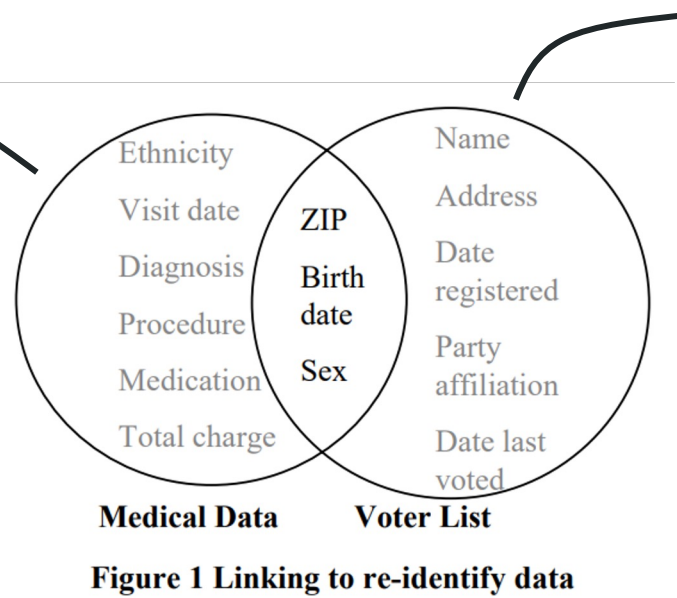 Ethnicity
Visit date
Diagnosis
Procedure
Medication
Total charge
ZIP
Birth
date
Sex
Name
Address
Date
registered
Party
affiliation
Date last
voted
Medical Data
Voter List
Figure 1 Linking to re-identify data